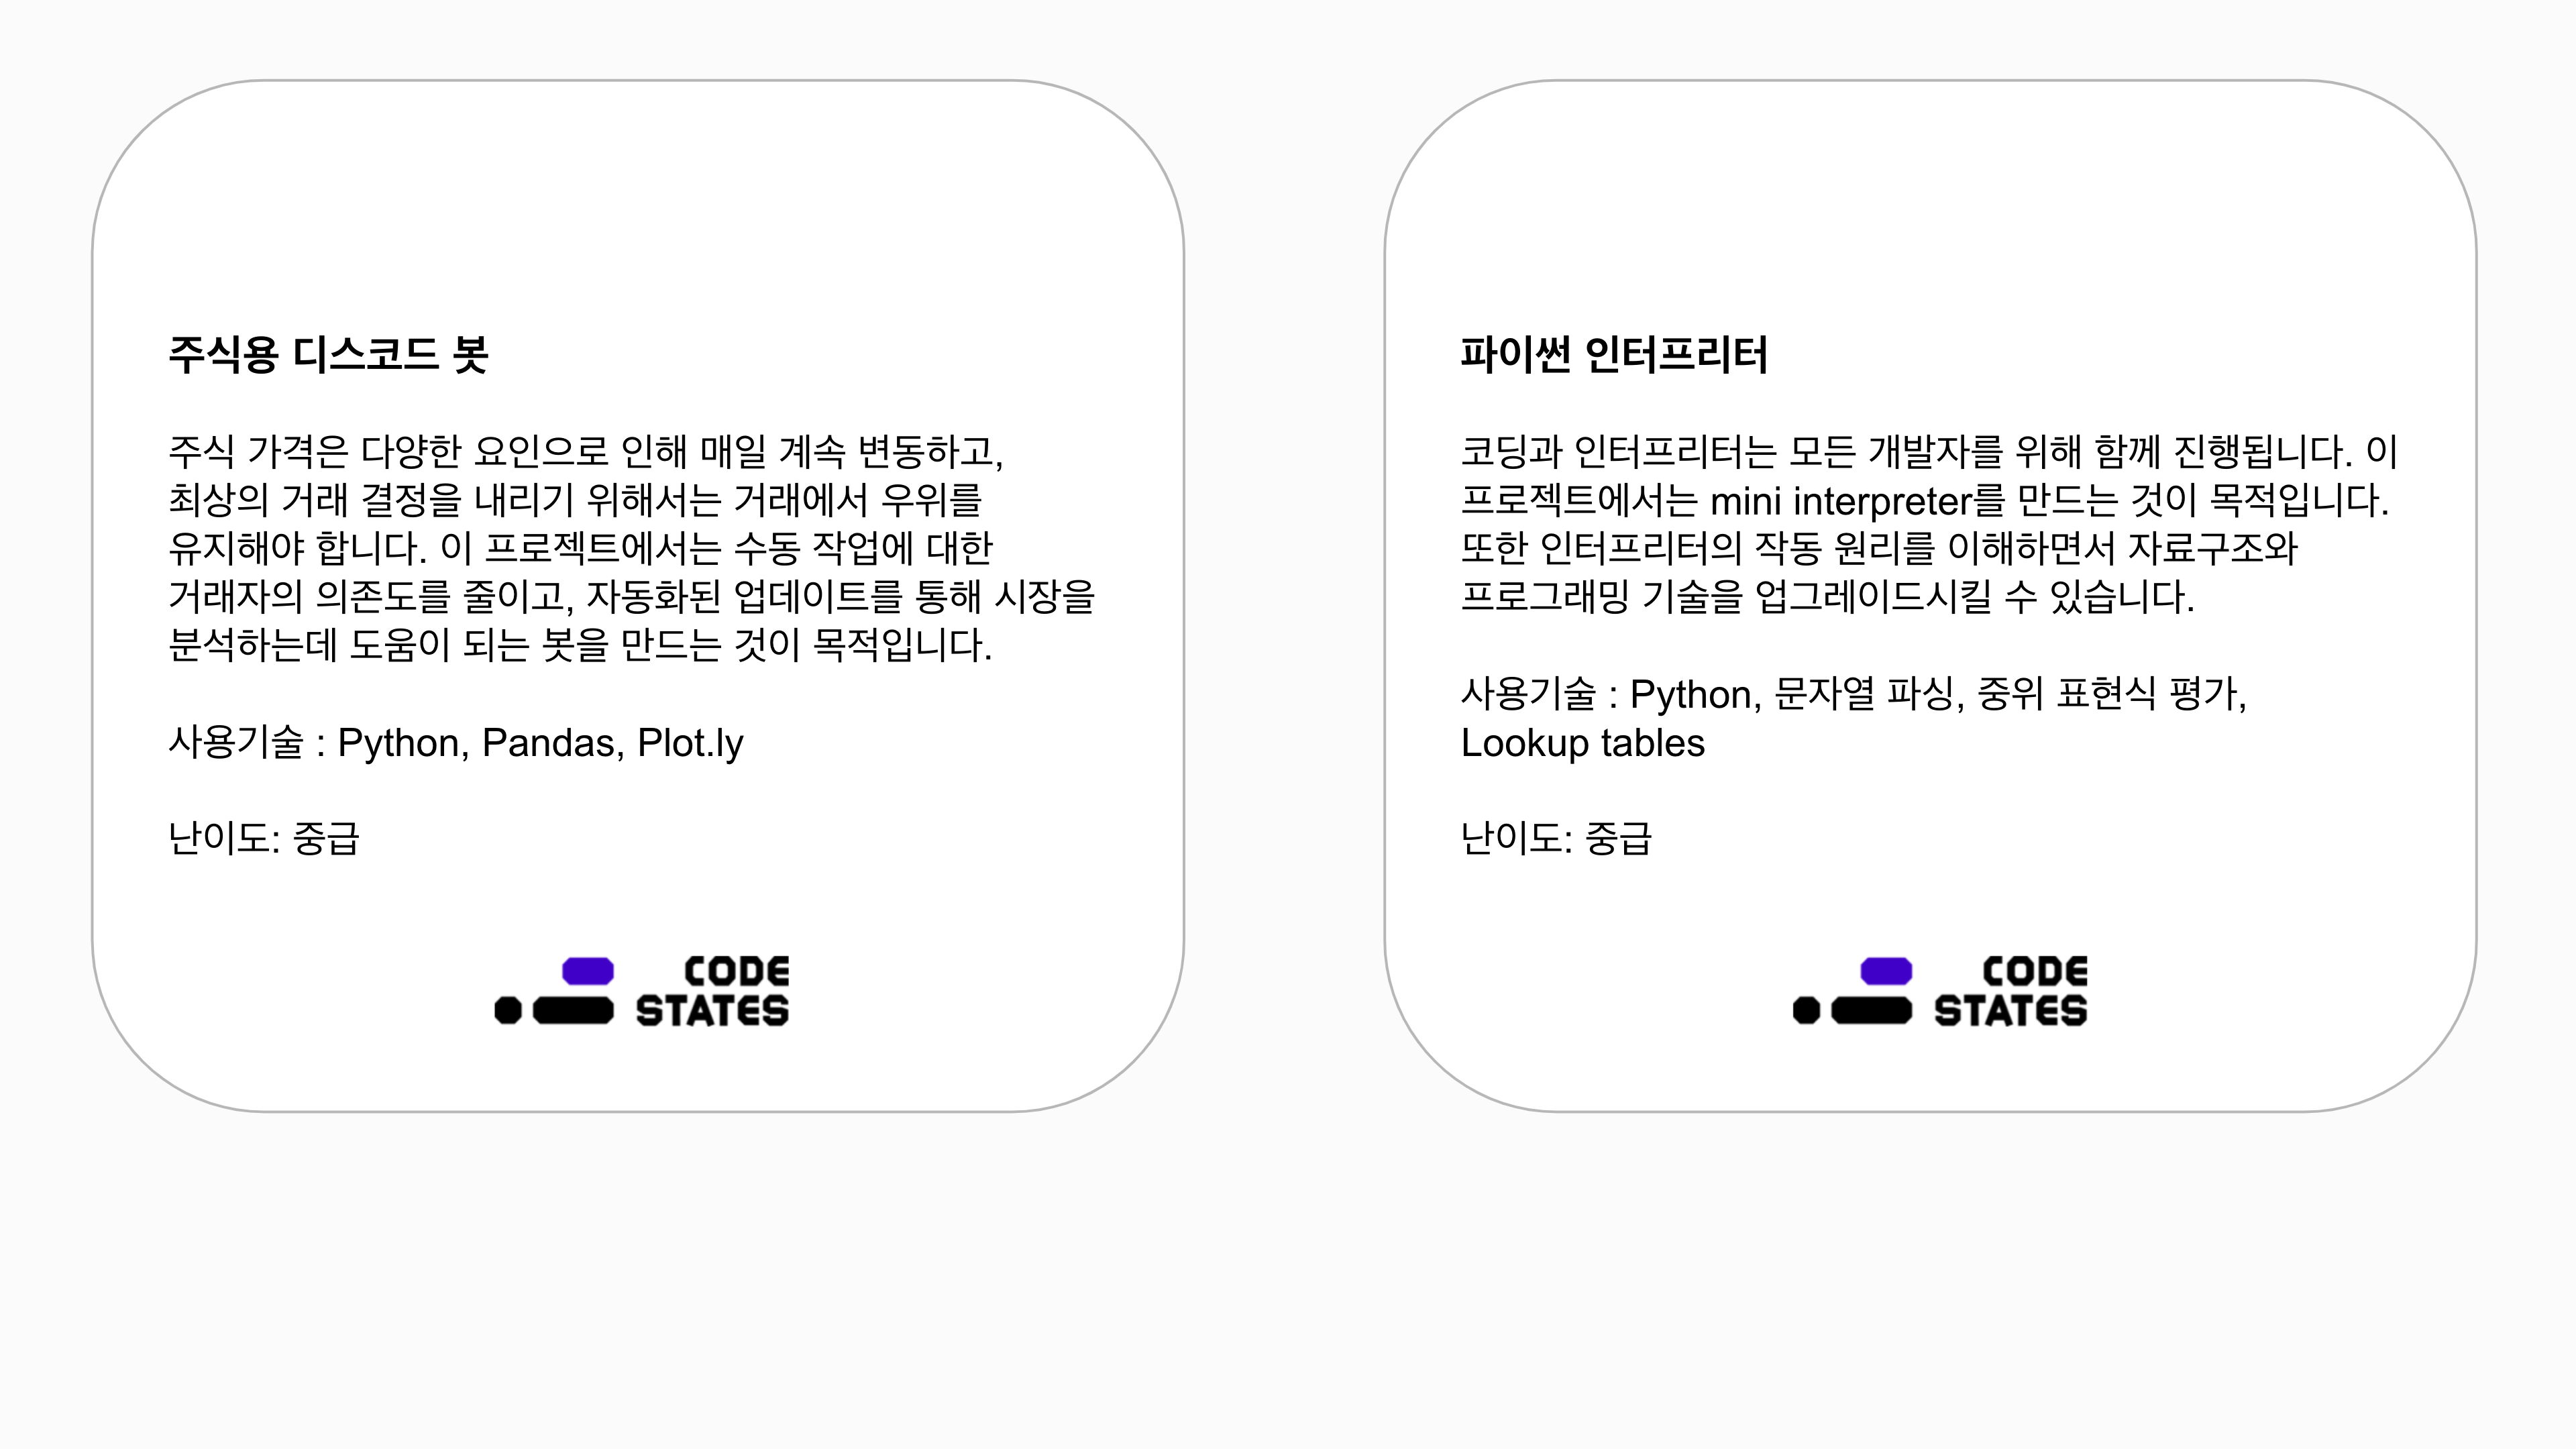 주식용 디스코드 봇
주식 가격은 다양한 요인으로 인해 매일 계속 변동하고,
최상의 거래 결정을 내리기 위해서는 거래에서 우위를
유지해야 합니다. 이 프로젝트에서는 수동 작업에 대한
거래자의 의존도를 줄이고, 자동화된 업데이트를 통해 시장을
분석하는데 도움이 되는 봇을 만드는 것이 목적입니다.
사용기술 : Python, Pandas, Plot.ly
난이도: 중급
CODE
STATES
파이썬 인터프리터
코딩과 인터프리터는 모든 개발자를 위해 함께 진행됩니다. 이
프로젝트에서는 mini interpreter를 만드는 것이 목적입니다.
또한 인터프리터의 작동 원리를 이해하면서 자료구조와
프로그래밍 기술을 업그레이드시킬 수 있습니다.
사용기술 : Python, 문자열 파싱, 중위 표현식 평가,
Lookup tables
난이도: 중급
CODE
STATES